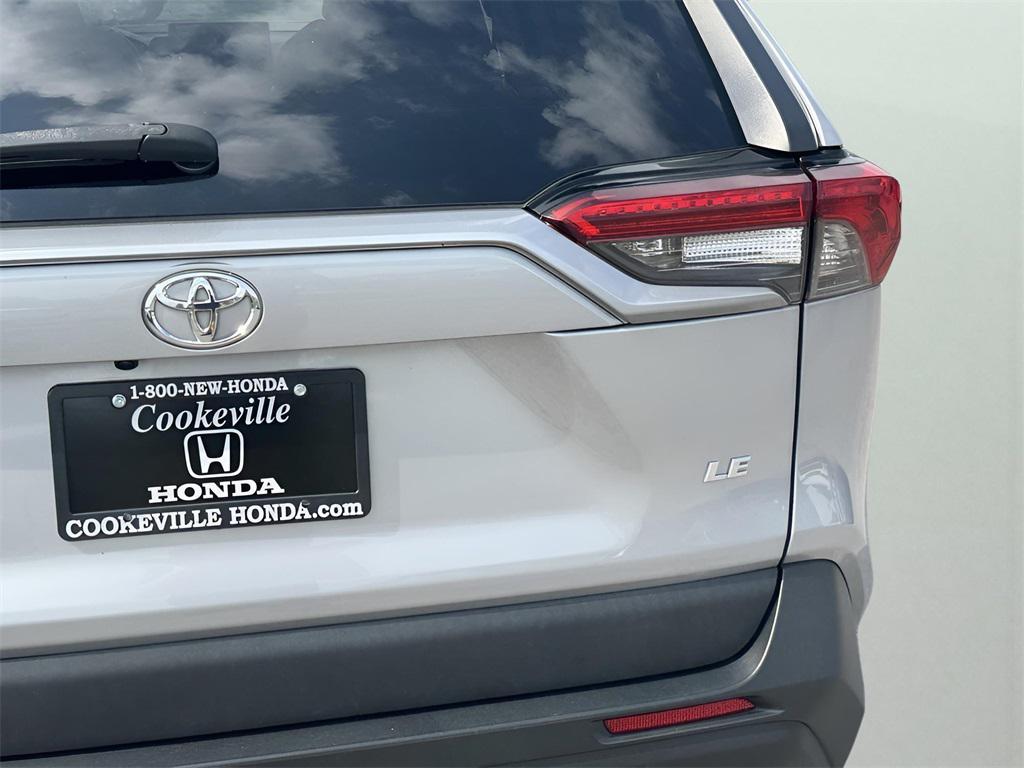 1-800-NEW-HONDA
Cookeville
HONDA
COOKEVILLE HONDA.com
LE